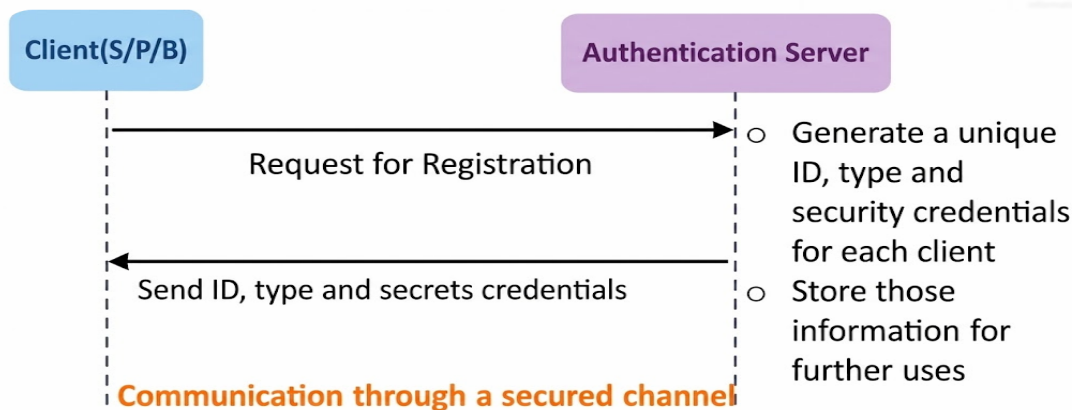 Client(S/P/B)
Authentication Server
Request for Registration
Send ID, type and secrets credentials
Communication through a secured channel
o Generate a unique
ID, type and
security credentials
for each client
o Store those
information for
further uses